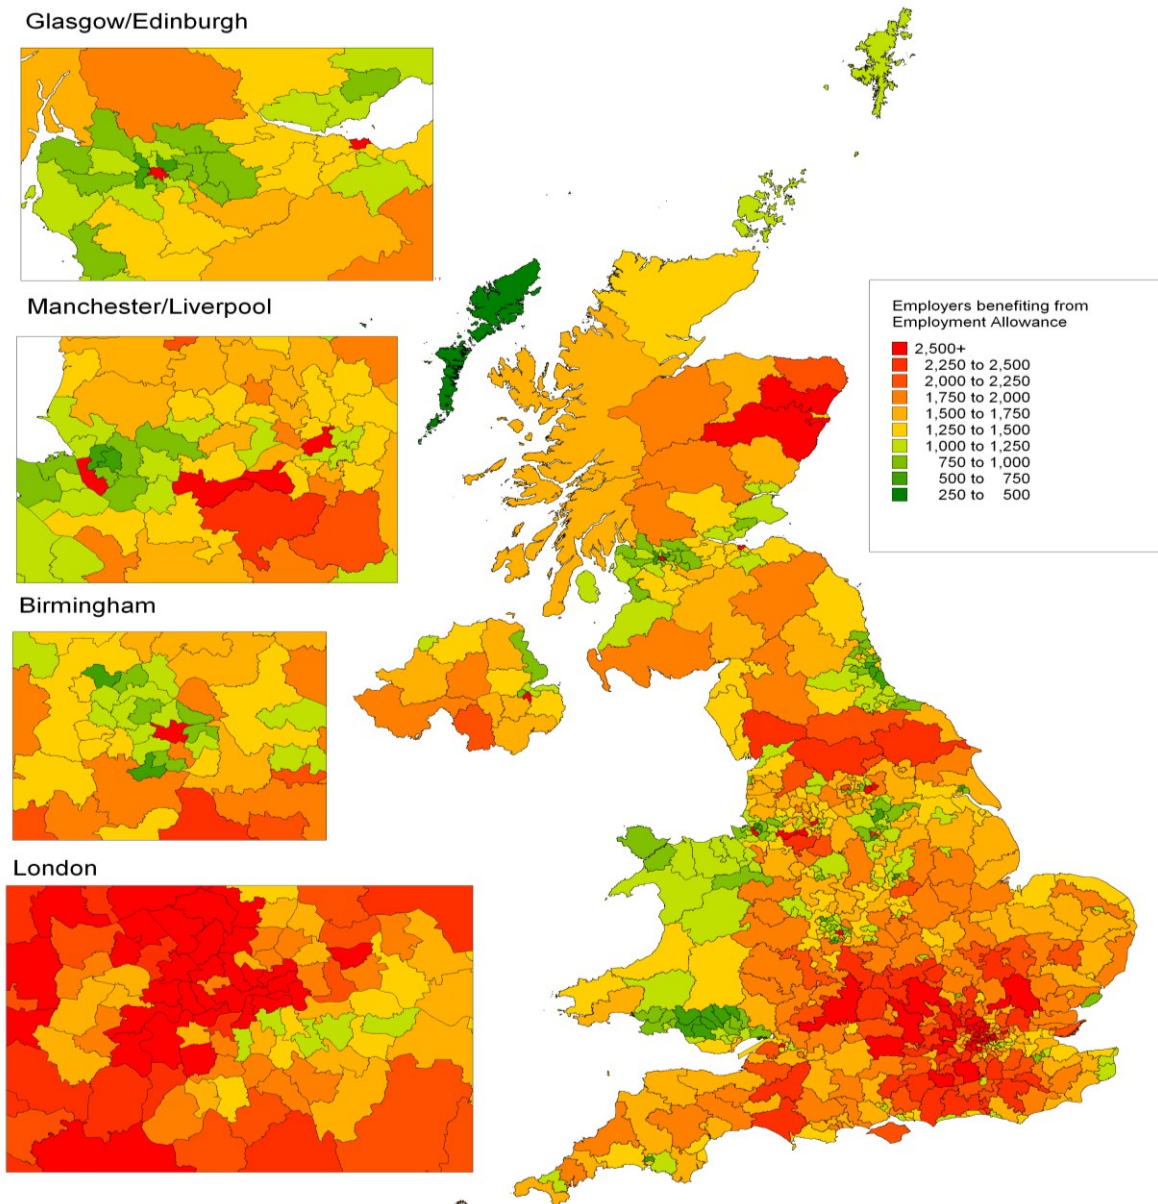 Glasgow/Edinburgh
Manchester/Liverpool
Birmingham
London
Employers benefiting from
Employment Allowance
2,500+
2,250 to 2,500
2,000 to 2,250
1,750 to 2,000
1,500 to 1,750
1,250 to 1,500
1,000 to 1,250
750 to 1,000
500 to 750
250 to 500